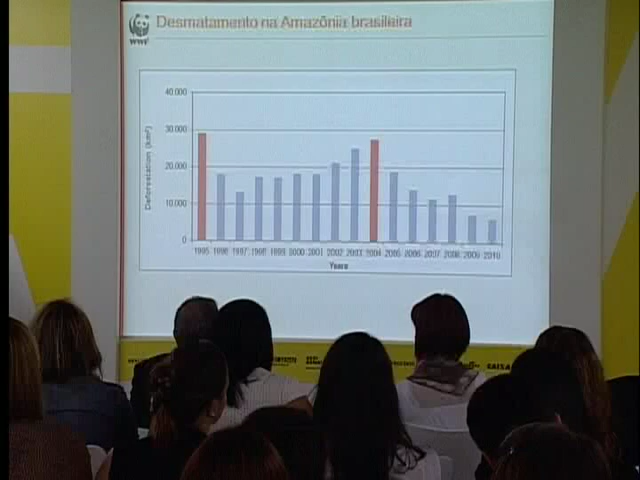 WWF
Desmatamento na Amazônia brasileira
Deforestation (km²)
40.000
30.000
20.000
10.000
0
1995 1996 1997 1998 1999 2000 2001 2002 2003 2004 2005 2006 2007 2008 2009 2010
Years
CAIXA